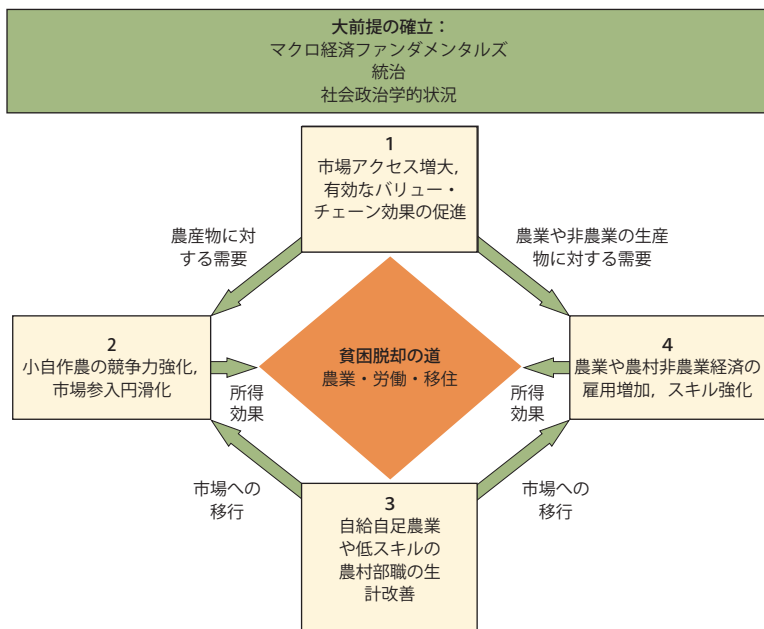 大前提の確立：
マクロ経済ファンダメンタルズ
統治
社会政治学的状況
1
市場アクセス増大，
有効なバリュー・
チェーン効果の促進
農産物に対
する需要
農業や非農業の生産
物に対する需要
2
小自作農の競争力強化，
市場参入円滑化
貧困脱却の道
農業・労働・移住
4
農業や農村非農業経済の
雇用増加，スキル強化
所得
効果
所得
効果
市場への
移行
3
自給自足農業
や低スキルの
農村部職の生
計改善
市場への
移行